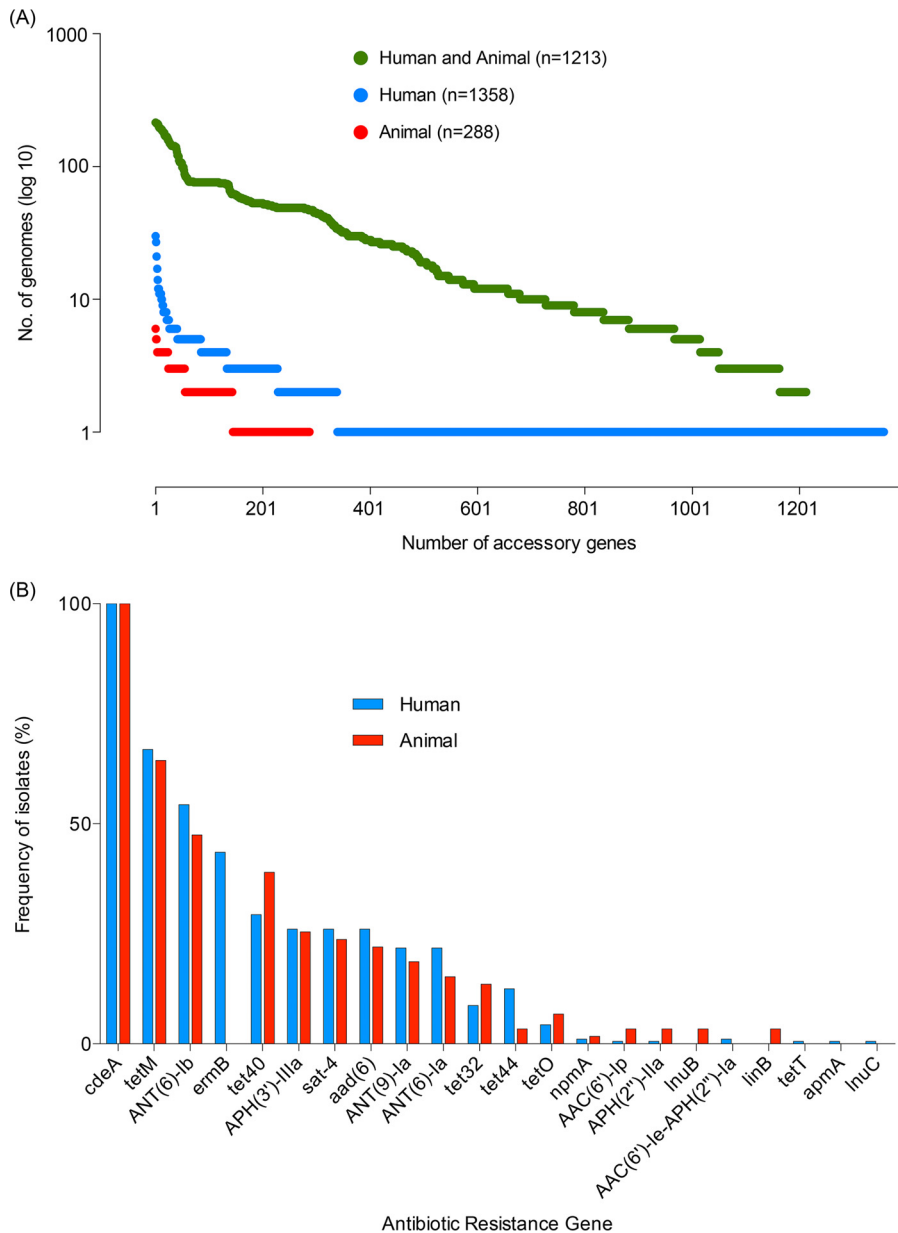 (A)
1000
100
10
1
No. of genomes (log 10)
Human and Animal (n=1213)
Human (n=1358)
Animal (n=288)
1 201 401 601 801 1001 1201
Number of accessory genes
(B)
100
50
0
Frequency of isolates (%)
Human
Animal
cdeA
tetM
ANT(6)-Ib
ermB
tet40
APH(3')-IIIa
sat-4
aad(6)
ANT(9)-Ia
ANT(6)-Ia
tet32
tet44
tetO
npmA
AAC(6')-Ip
APH(2'')-IIa
lnuB
AAC(6')-Ie-APH(2'')-Ia
linB
tetT
apmA
lnuC
Antibiotic Resistance Gene